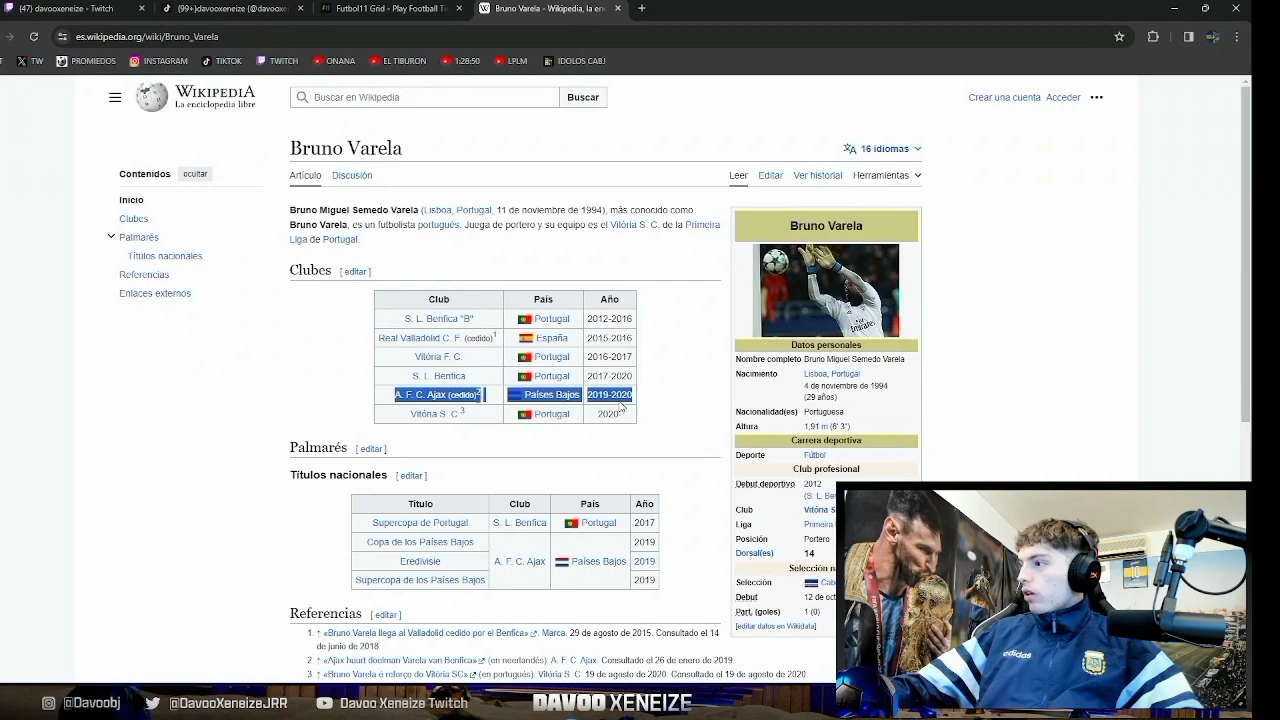 (47) davooxeneize - Twitch
(99+)davooxeneize (@davooxe
Futbol11 Grid - Play Football T
Bruno Varela - Wikipedia, la en
es.wikipedia.org/wiki/Bruno_Varela
TW
PROMIEDOS
INSTAGRAM
TIKTOK
TWITCH
ONANA
EL TIBURON
1:28:50
LPLM
IDOLOS CABJ
WIKIPEDIA
La enciclopedia libre
Buscar en Wikipedia
Buscar
Crear una cuenta Acceder
Bruno Varela
16 idiomas
Contenidos
ocultar
Artículo Discusión
Leer Editar Ver historial Herramientas
Inicio
Clubes
Palmarés
Títulos nacionales
Referencias
Enlaces externos
Bruno Miguel Semedo Varela (Lisboa, Portugal, 11 de noviembre de 1994), más conocido como
Bruno Varela, es un futbolista portugués. Juega de portero y su equipo es el Vitória S. C. de la Primeira
Liga de Portugal.
Clubes [ editar ]
Club País Año
S. L. Benfica "B" Portugal 2012-2016
Real Valladolid C. F. (cedido)1 España 2015-2016
Vitória F. C. Portugal 2016-2017
S. L. Benfica Portugal 2017-2020
A. F. C. Ajax (cedido)2 Países Bajos 2019-2020
Vitória S. C.3 Portugal 2020-
Palmarés [ editar ]
Títulos nacionales [ editar ]
Título Club País Año
Supercopa de Portugal S. L. Benfica Portugal 2017
Copa de los Países Bajos 2019
Eredivisie A. F. C. Ajax Países Bajos 2019
Supercopa de los Países Bajos 2019
Referencias [ editar ]
1. ↑ «Bruno Varela llega al Valladolid cedido por el Benfica». Marca. 29 de agosto de 2015. Consultado el 14
de junio de 2018.
2. ↑ «Ajax huurt doelman Varela van Benfica» (en neerlandés). A. F. C. Ajax. Consultado el 26 de enero de 2019.
3. ↑ «Bruno Varela é reforço do Vitória SC» (en portugués). Vitória S. C. 19 de agosto de 2020. Consultado el 19 de agosto de 2020.
Bruno Varela
Datos personales
Nombre completo Bruno Miguel Semedo Varela
Nacimiento Lisboa, Portugal
4 de noviembre de 1994
(29 años)
Nacionalidad(es) Portuguesa
Altura 1,91 m (6′ 3″)
Carrera deportiva
Deporte Fútbol
Club profesional
Debut deportivo 2012
(S. L. Be
Club Vitória S
Liga Primeira
Posición Portero
Dorsal(es) 14
Selección na
Selección Cab
Debut 12 de oct
Part. (goles) 1 (0)
[editar datos en Wikidata]
adidas
@Davoobj
@DavooXeneizeJRR
Davoo Xeneize Twitch
DAVOO XENEIZE